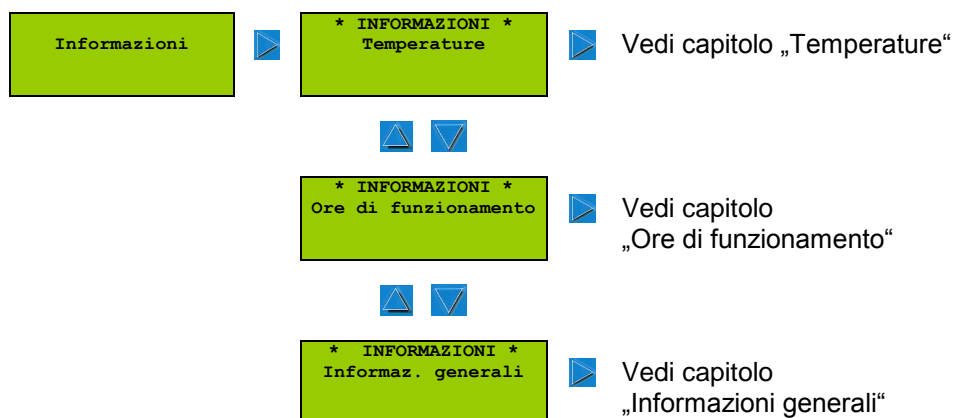 Informazioni
* INFORMAZIONI *
Temperature
Vedi capitolo „Temperature“
* INFORMAZIONI *
Ore di funzionamento
Vedi capitolo
„Ore di funzionamento“
*  INFORMAZIONI *
Informaz. generali
Vedi capitolo
„Informazioni generali“